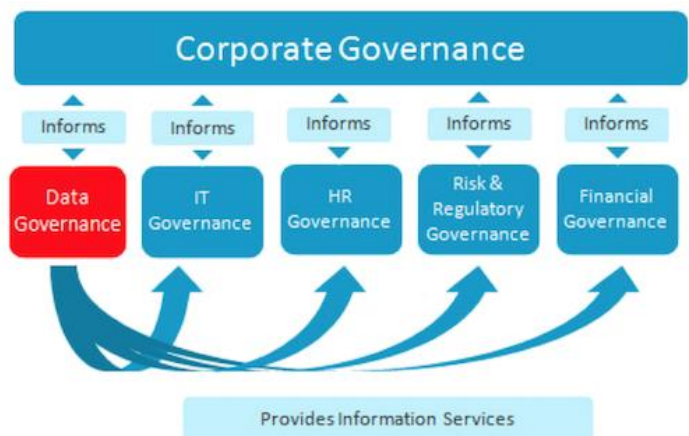 Corporate Governance
Informs
Informs
Informs
Informs
Informs
Data
Governance
IT
Governance
HR
Governance
Risk &
Regulatory
Governance
Financial
Governance
Provides Information Services